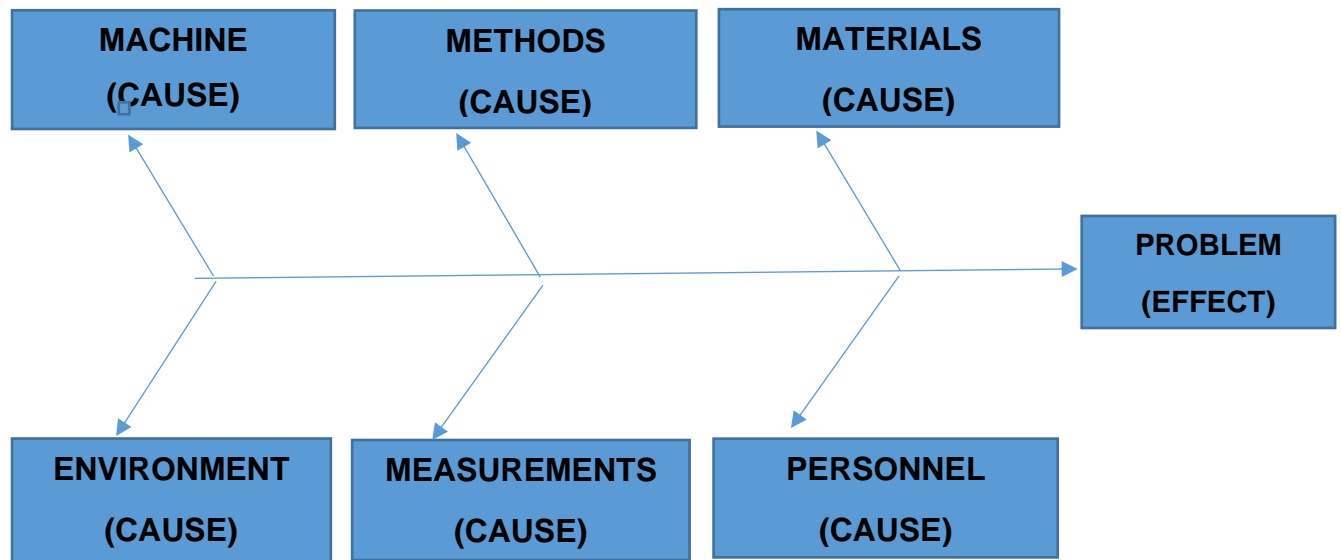 MACHINE
(CAUSE)
METHODS
(CAUSE)
MATERIALS
(CAUSE)
PROBLEM
(EFFECT)
ENVIRONMENT
(CAUSE)
MEASUREMENTS
(CAUSE)
PERSONNEL
(CAUSE)